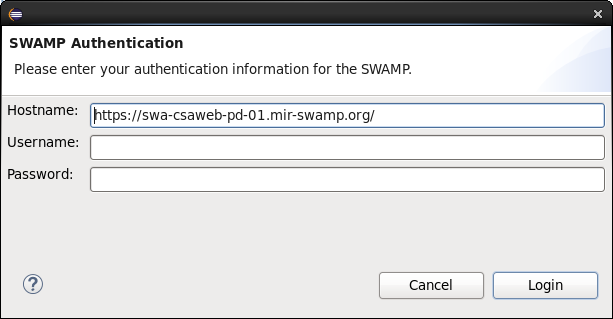 SWAMP Authentication
Please enter your authentication information for the SWAMP.
Hostname: https://swa-csaweb-pd-01.mir-swamp.org/
Username:
Password:
?
Cancel Login